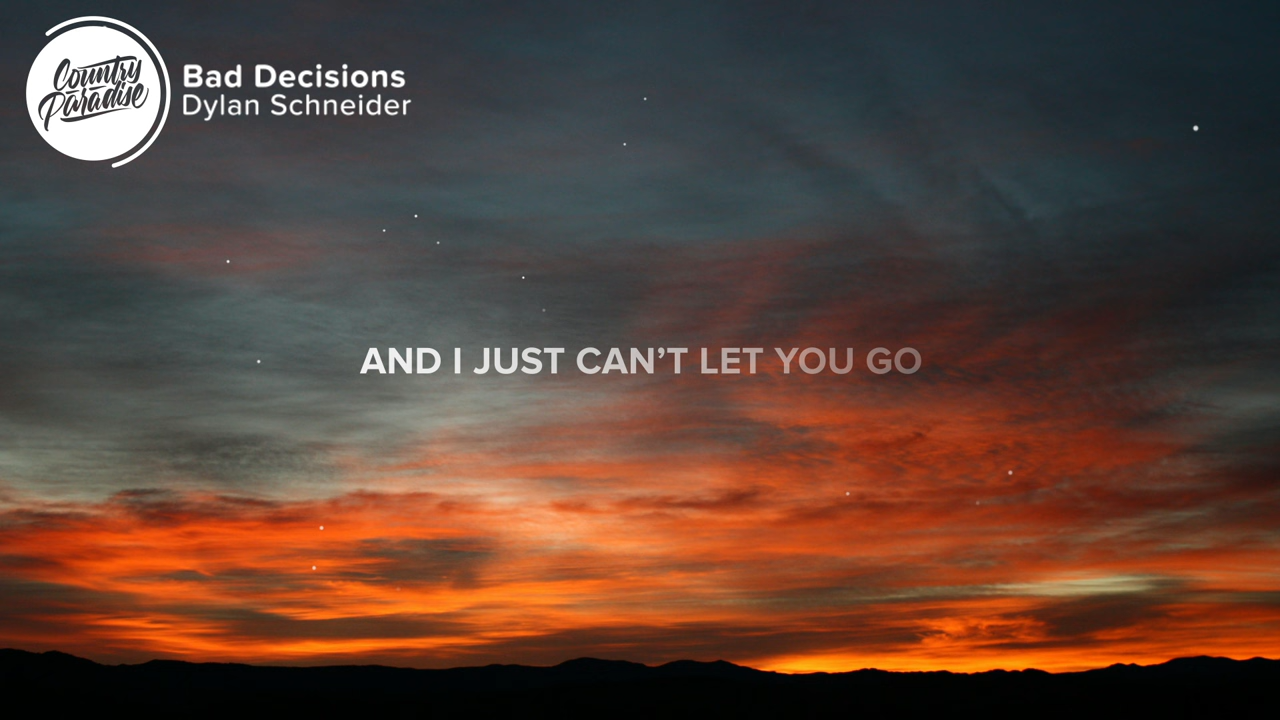 Country
Paradise
Bad Decisions
Dylan Schneider
AND I JUST CAN’T LET YOU GO